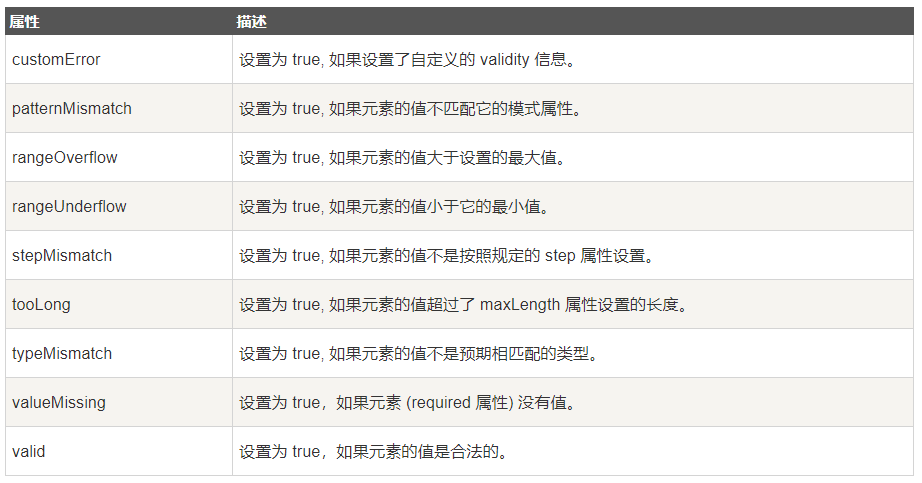 属性 描述
customError 设置为 true, 如果设置了自定义的 validity 信息。
patternMismatch 设置为 true, 如果元素的值不匹配它的模式属性。
rangeOverflow 设置为 true, 如果元素的值大于设置的最大值。
rangeUnderflow 设置为 true, 如果元素的值小于它的最小值。
stepMismatch 设置为 true, 如果元素的值不是按照规定的 step 属性设置。
tooLong 设置为 true, 如果元素的值超过了 maxLength 属性设置的长度。
typeMismatch 设置为 true, 如果元素的值不是预期相匹配的类型。
valueMissing 设置为 true，如果元素 (required 属性) 没有值。
valid 设置为 true，如果元素的值是合法的。